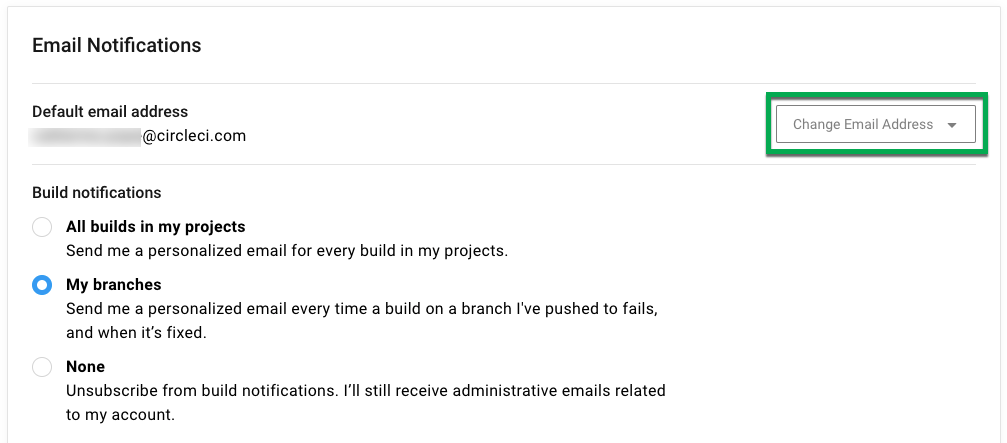 Email Notifications
Default email address
@circleci.com
Change Email Address
Build notifications
All builds in my projects
Send me a personalized email for every build in my projects.
My branches
Send me a personalized email every time a build on a branch I've pushed to fails,
and when it’s fixed.
None
Unsubscribe from build notifications. I’ll still receive administrative emails related
to my account.